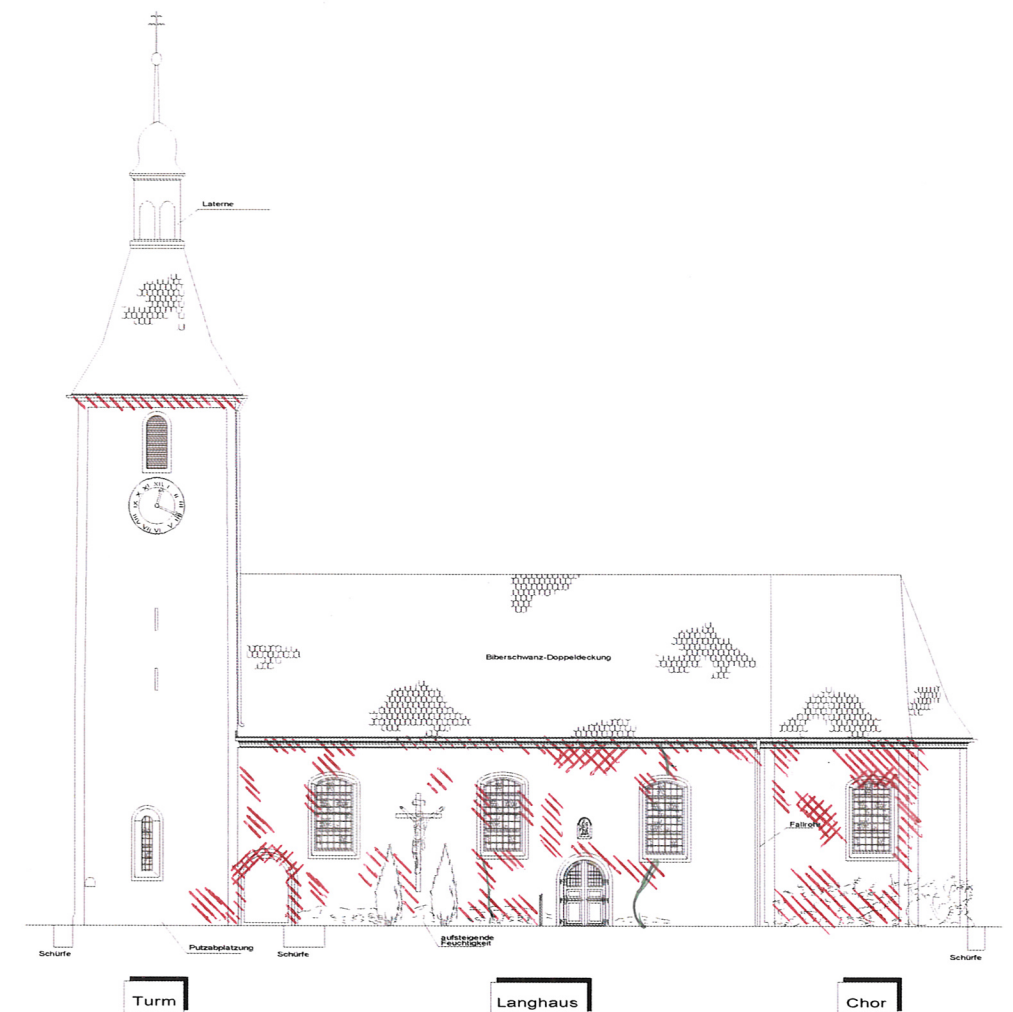 Laterne
Biberschwanz-Doppeldeckung
Fallrohr
Putzabplatzung
aufsteigende
Feuchtigkeit
Schürfe
Schürfe
Schürfe
Turm
Langhaus
Chor